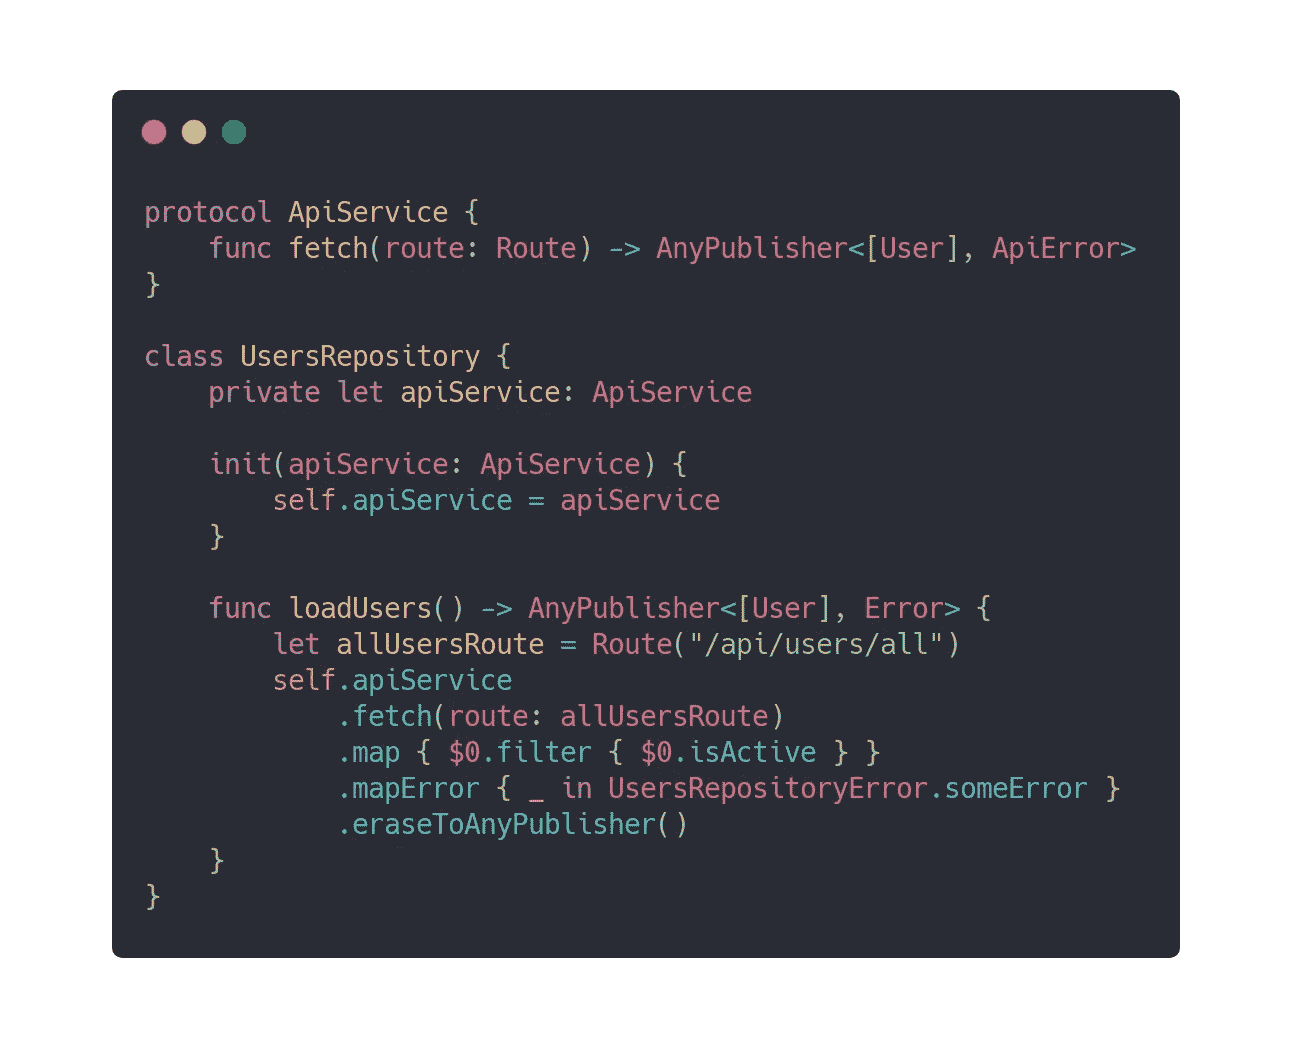 protocol ApiService {
    func fetch(route: Route) -> AnyPublisher<[User], ApiError>
}

class UsersRepository {
    private let apiService: ApiService

    init(apiService: ApiService) {
        self.apiService = apiService
    }

    func loadUsers() -> AnyPublisher<[User], Error> {
        let allUsersRoute = Route("/api/users/all")
        self.apiService
            .fetch(route: allUsersRoute)
            .map { $0.filter { $0.isActive } }
            .mapError { _ in UsersRepositoryError.someError }
            .eraseToAnyPublisher()
    }
}